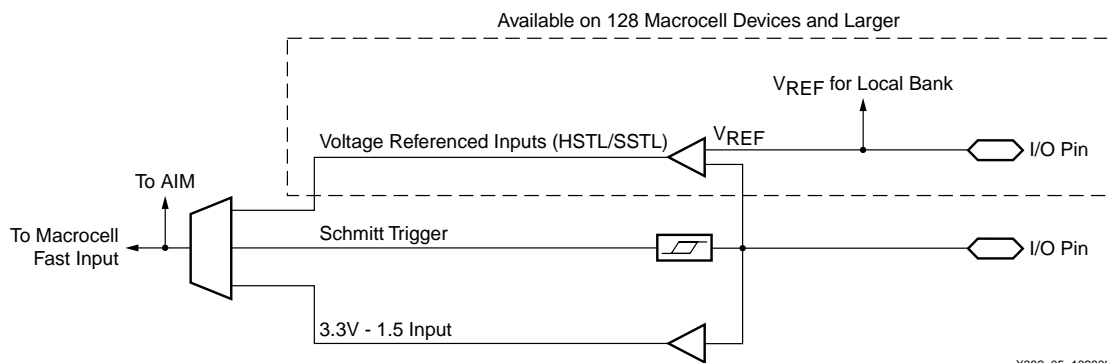 Available on 128 Macrocell Devices and Larger
VREF for Local Bank
Voltage Referenced Inputs (HSTL/SSTL)
VREF
I/O Pin
To AIM
To Macrocell
Fast Input
Schmitt Trigger
I/O Pin
3.3V - 1.5 Input